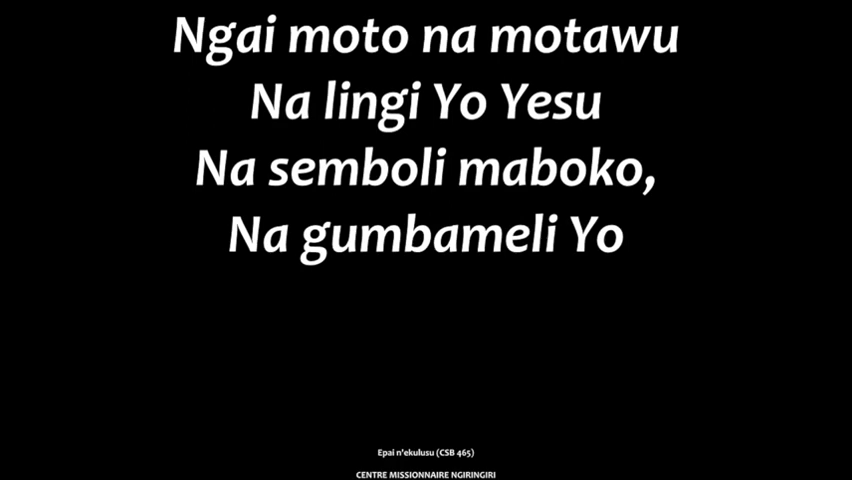 Ngai moto na motawu
Na lingi Yo Yesu
Na semboli maboko,
Na gumbameli Yo
Epai n'ekulusu (CSB 465)
CENTRE MISSIONNAIRE NGIRINGIRI